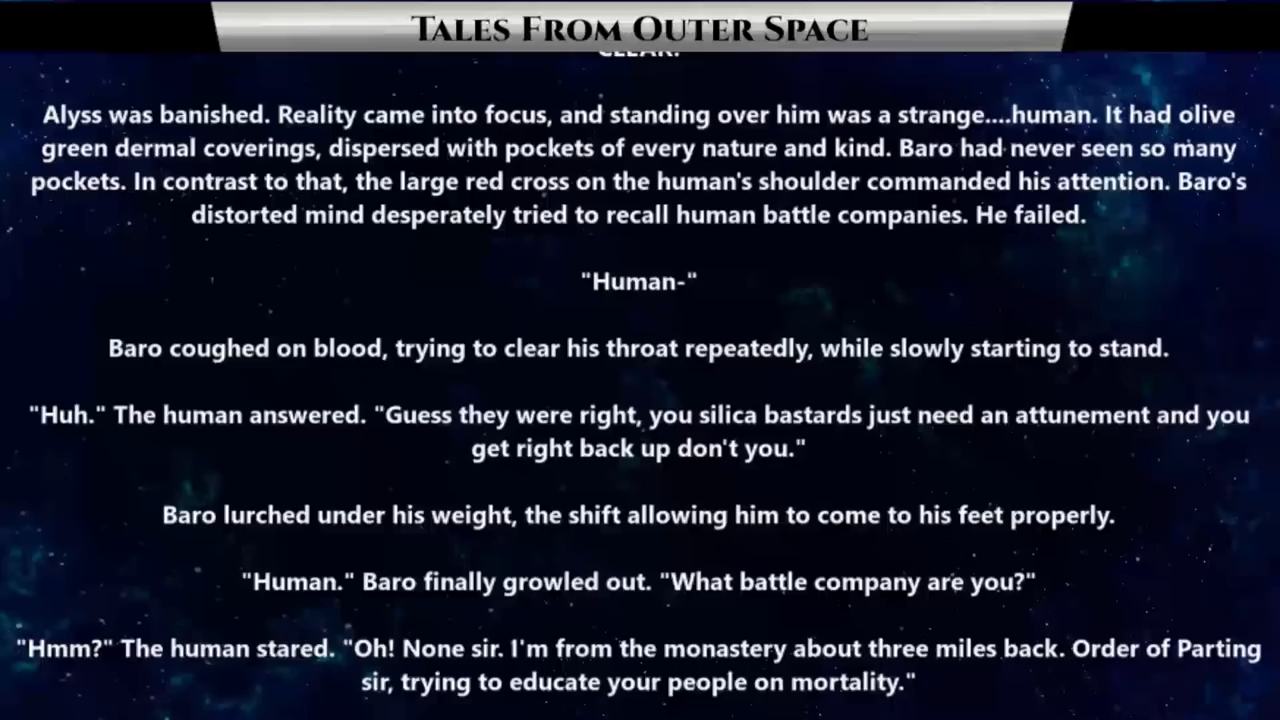 TALES FROM OUTER SPACE
CLEAR.
Alyss was banished. Reality came into focus, and standing over him was a strange....human. It had olive
green dermal coverings, dispersed with pockets of every nature and kind. Baro had never seen so many
pockets. In contrast to that, the large red cross on the human's shoulder commanded his attention. Baro's
distorted mind desperately tried to recall human battle companies. He failed.
"Human-"
Baro coughed on blood, trying to clear his throat repeatedly, while slowly starting to stand.
"Huh." The human answered. "Guess they were right, you silica bastards just need an attunement and you
get right back up don't you."
Baro lurched under his weight, the shift allowing him to come to his feet properly.
"Human." Baro finally growled out. "What battle company are you?"
"Hmm?" The human stared. "Oh! None sir. I'm from the monastery about three miles back. Order of Parting
sir, trying to educate your people on mortality."